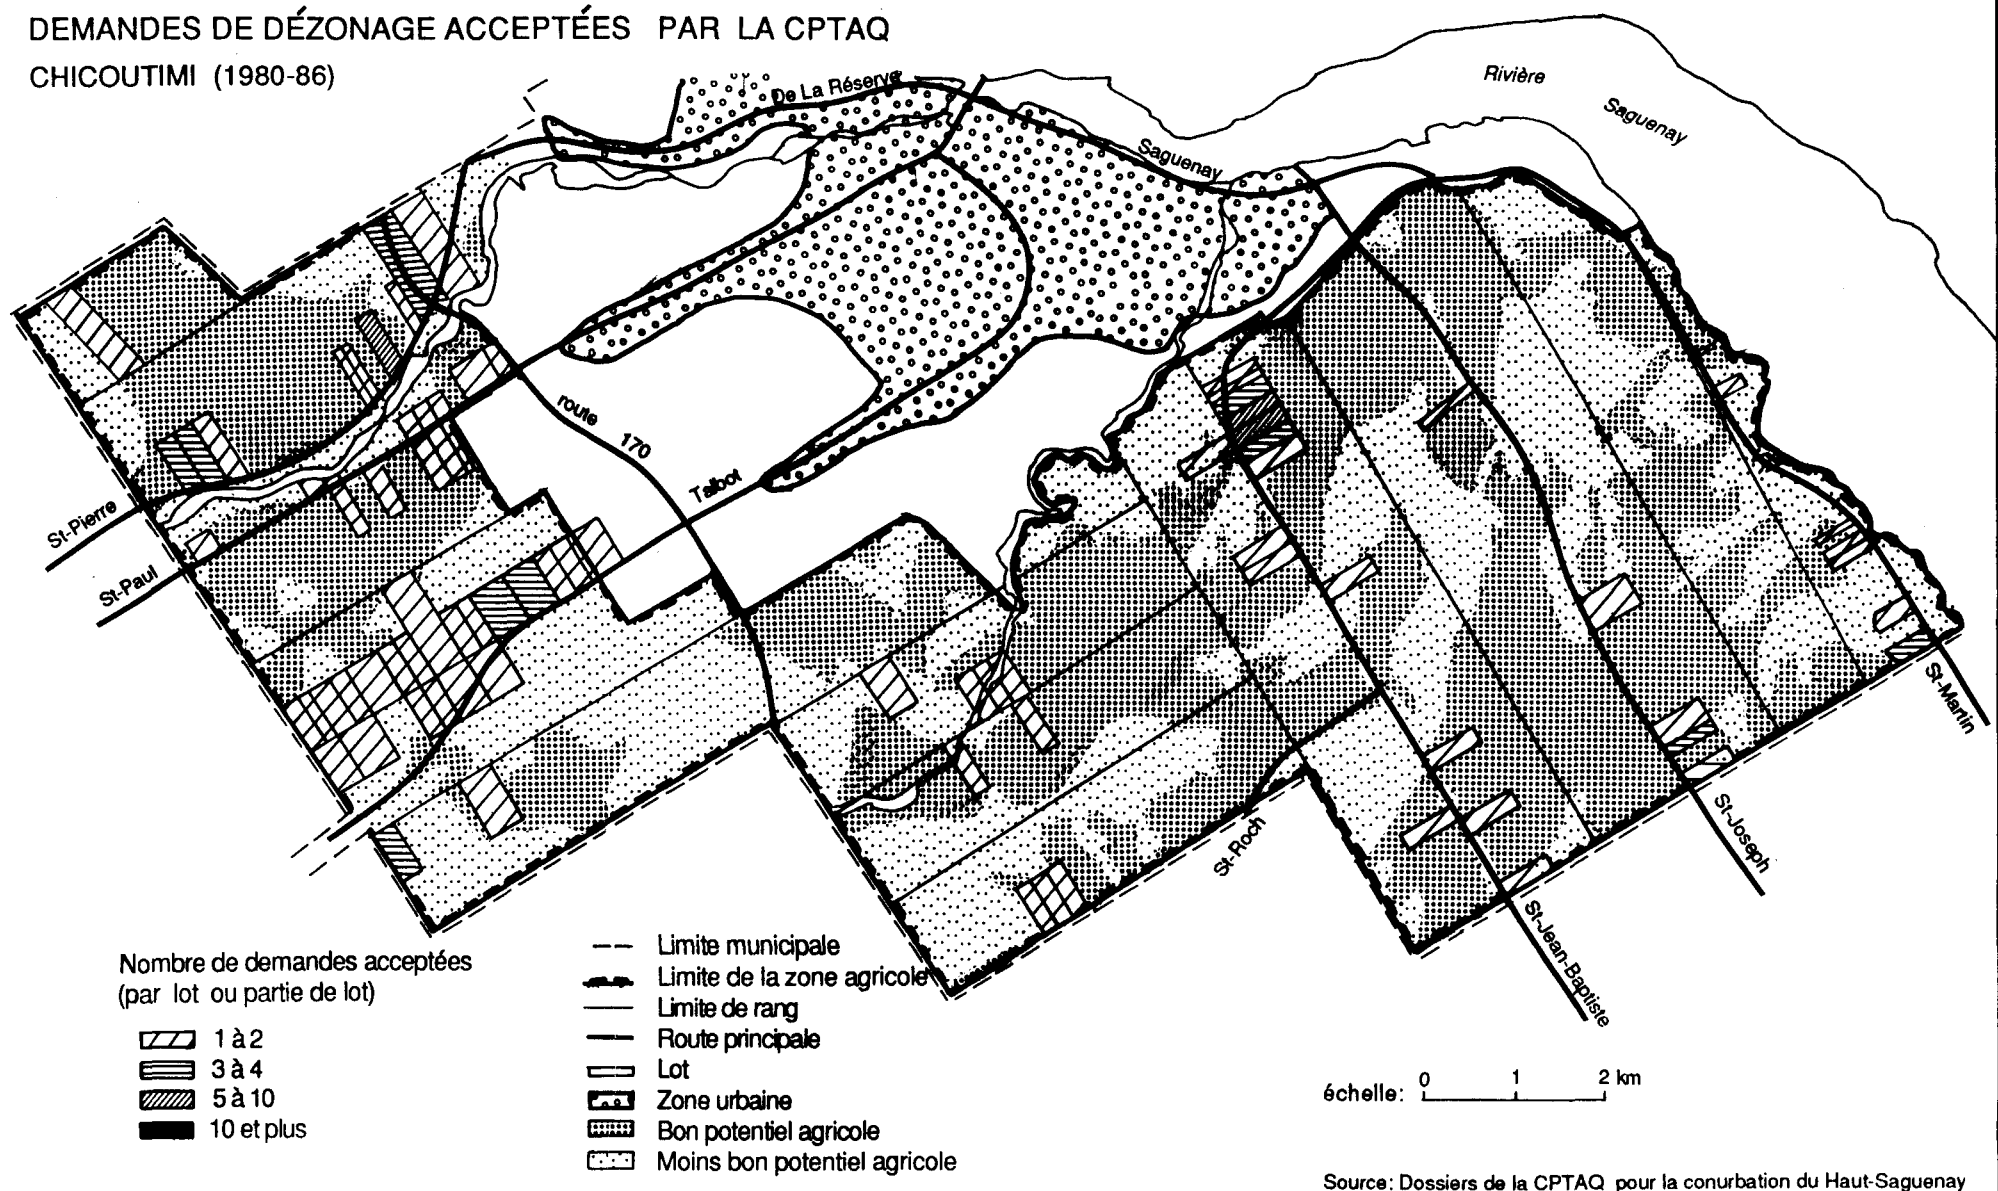 DEMANDES DE DÉZONAGE ACCEPTÉES PAR LA CPTAQ
CHICOUTIMI (1980-86)
De La Réserve
Rivière
Saguenay
Saguenay
route 170
Talbot
St-Pierre
St-Paul
St-Roch
St-Martin
St-Joseph
St-Jean-Baptiste
Nombre de demandes acceptées
(par lot ou partie de lot)
1 à 2
3 à 4
5 à 10
10 et plus
Limite municipale
Limite de la zone agricole
Limite de rang
Route principale
Lot
Zone urbaine
Bon potentiel agricole
Moins bon potentiel agricole
échelle: 0 1 2 km
Source: Dossiers de la CPTAQ pour la conurbation du Haut-Saguenay